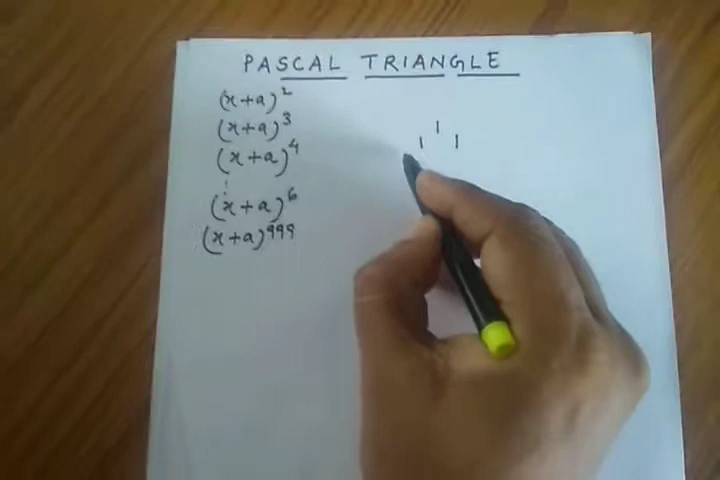 PASCAL TRIANGLE
(x+a)²
(x+a)³
(x+a)⁴
⋮
(x+a)⁶
(x+a)⁹⁹⁹
1
1 1